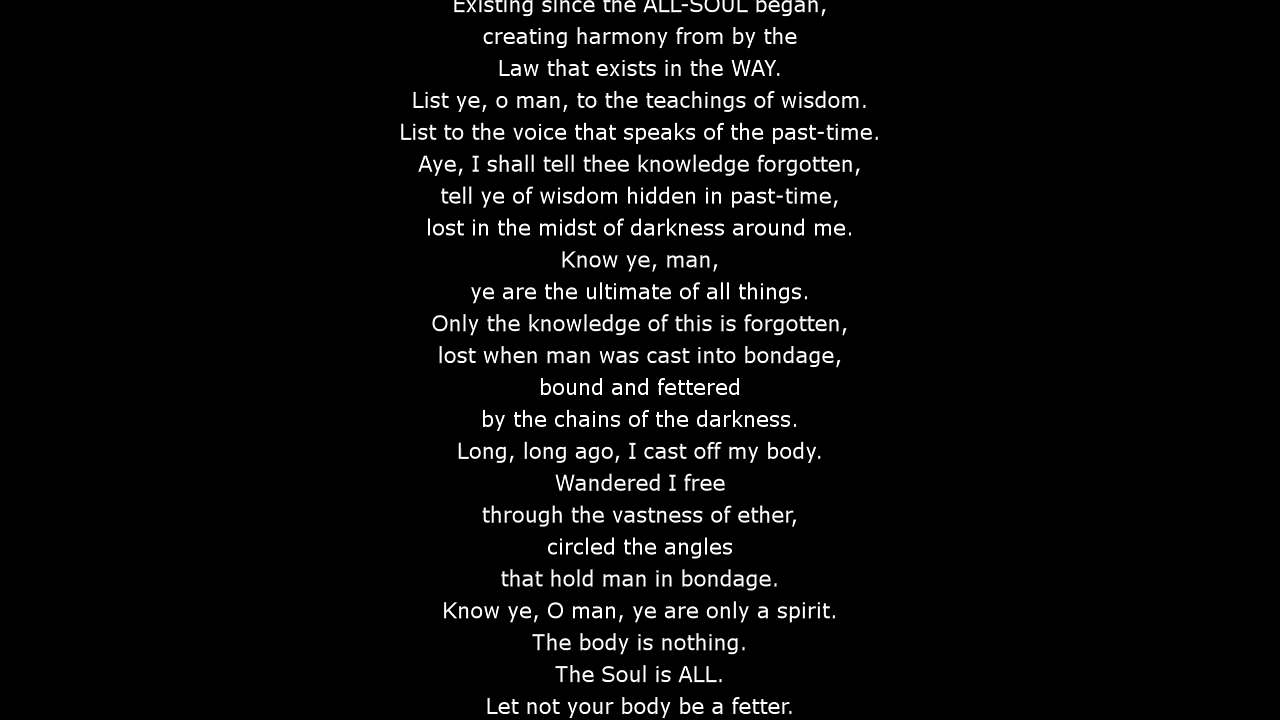 Existing since the ALL-SOUL began,
creating harmony from by the
Law that exists in the WAY.
List ye, o man, to the teachings of wisdom.
List to the voice that speaks of the past-time.
Aye, I shall tell thee knowledge forgotten,
tell ye of wisdom hidden in past-time,
lost in the midst of darkness around me.
Know ye, man,
ye are the ultimate of all things.
Only the knowledge of this is forgotten,
lost when man was cast into bondage,
bound and fettered
by the chains of the darkness.
Long, long ago, I cast off my body.
Wandered I free
through the vastness of ether,
circled the angles
that hold man in bondage.
Know ye, O man, ye are only a spirit.
The body is nothing.
The Soul is ALL.
Let not your body be a fetter.